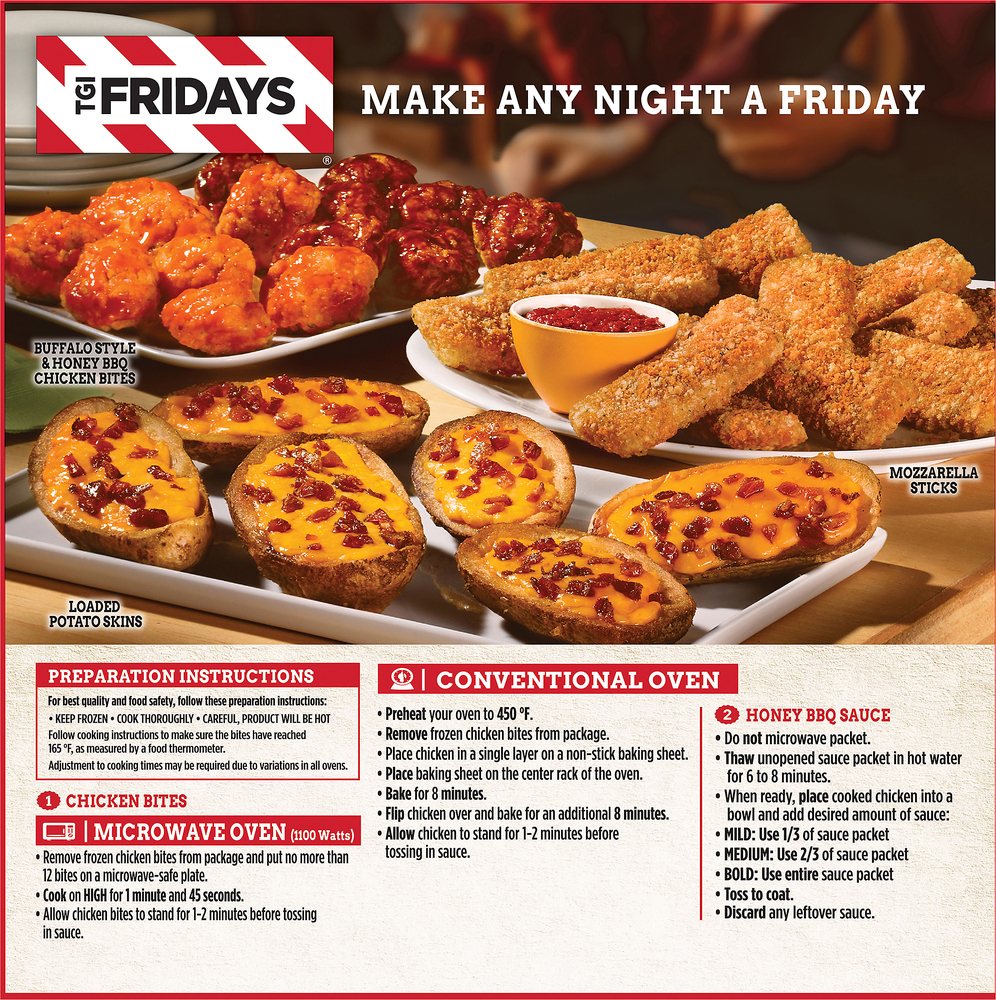 TGI FRIDAYS
®
MAKE ANY NIGHT A FRIDAY
BUFFALO STYLE
& HONEY BBQ
CHICKEN BITES
MOZZARELLA
STICKS
LOADED
POTATO SKINS
PREPARATION INSTRUCTIONS
For best quality and food safety, follow these preparation instructions:
• KEEP FROZEN • COOK THOROUGHLY • CAREFUL, PRODUCT WILL BE HOT
Follow cooking instructions to make sure the bites have reached
165 ºF, as measured by a food thermometer.
Adjustment to cooking times may be required due to variations in all ovens.
1 CHICKEN BITES
| MICROWAVE OVEN (1100 Watts)
• Remove frozen chicken bites from package and put no more than
12 bites on a microwave-safe plate.
• Cook on HIGH for 1 minute and 45 seconds.
• Allow chicken bites to stand for 1-2 minutes before tossing
in sauce.
| CONVENTIONAL OVEN
• Preheat your oven to 450 ºF.
• Remove frozen chicken bites from package.
• Place chicken in a single layer on a non-stick baking sheet.
• Place baking sheet on the center rack of the oven.
• Bake for 8 minutes.
• Flip chicken over and bake for an additional 8 minutes.
• Allow chicken to stand for 1-2 minutes before
tossing in sauce.
2 HONEY BBQ SAUCE
• Do not microwave packet.
• Thaw unopened sauce packet in hot water
for 6 to 8 minutes.
• When ready, place cooked chicken into a
bowl and add desired amount of sauce:
• MILD: Use 1/3 of sauce packet
• MEDIUM: Use 2/3 of sauce packet
• BOLD: Use entire sauce packet
• Toss to coat.
• Discard any leftover sauce.